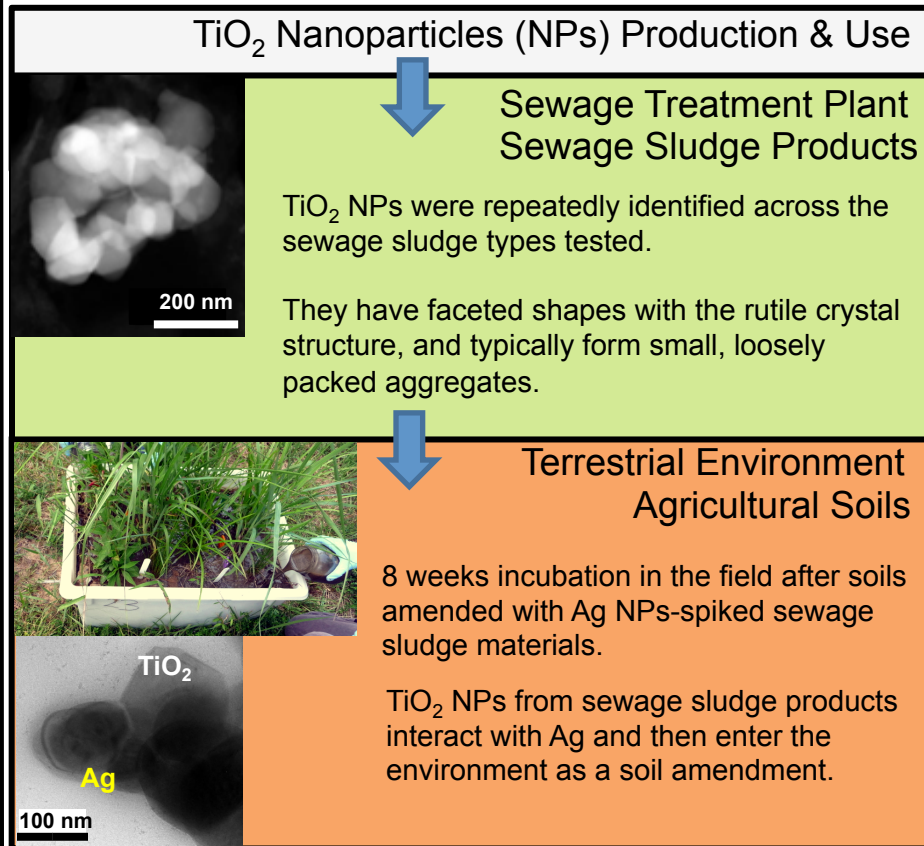 TiO₂ Nanoparticles (NPs) Production & Use
Sewage Treatment Plant
Sewage Sludge Products
TiO₂ NPs were repeatedly identified across the
sewage sludge types tested.
They have faceted shapes with the rutile crystal
structure, and typically form small, loosely
packed aggregates.
200 nm
Terrestrial Environment
Agricultural Soils
8 weeks incubation in the field after soils
amended with Ag NPs-spiked sewage
sludge materials.
TiO₂ NPs from sewage sludge products
interact with Ag and then enter the
environment as a soil amendment.
TiO₂
Ag
100 nm